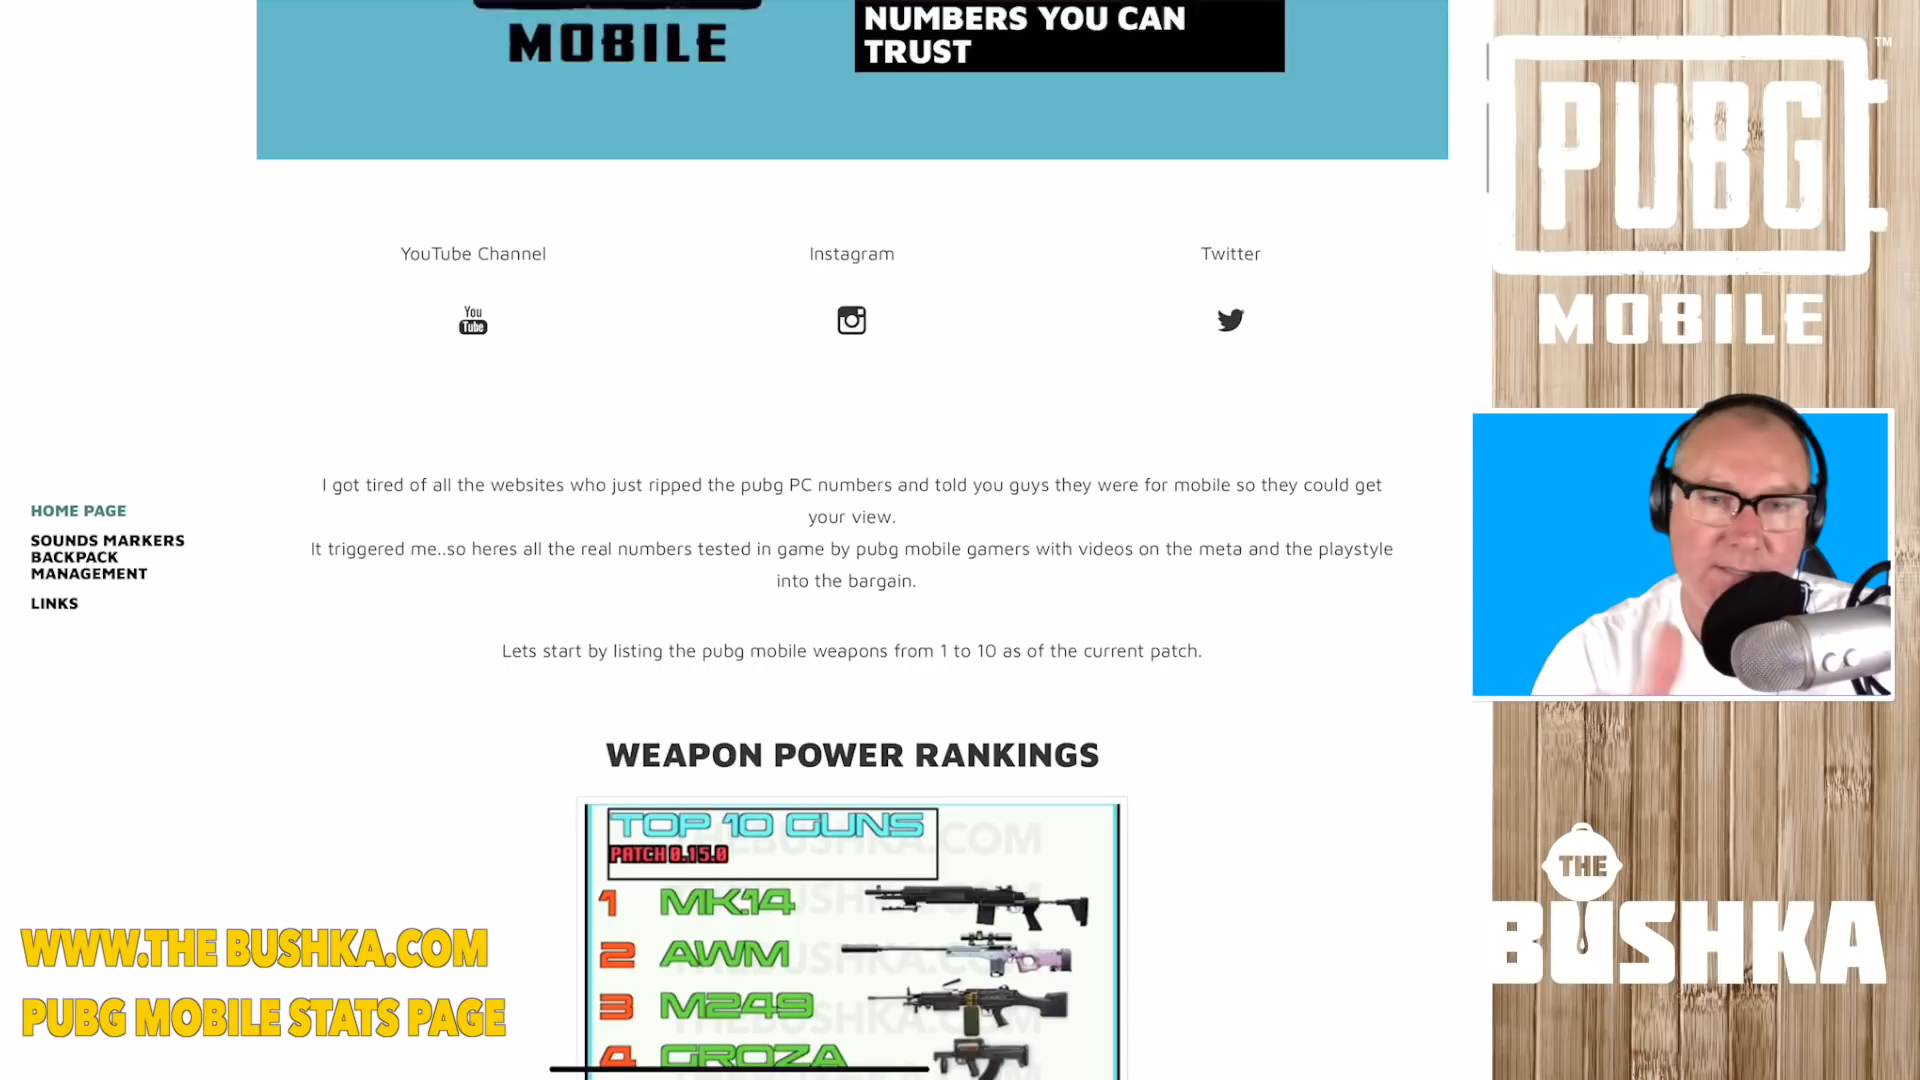 MOBILE
NUMBERS YOU CAN
TRUST
YouTube Channel
Instagram
Twitter
You
Tube
I got tired of all the websites who just ripped the pubg PC numbers and told you guys they were for mobile so they could get
your view.
It triggered me..so heres all the real numbers tested in game by pubg mobile gamers with videos on the meta and the playstyle
into the bargain.
Lets start by listing the pubg mobile weapons from 1 to 10 as of the current patch.
HOME PAGE
SOUNDS MARKERS
BACKPACK
MANAGEMENT
LINKS
WEAPON POWER RANKINGS
TOP 10 GUNS
PATCH 0.15.0
1 MK14
2 AWM
3 M249
4 GROZA
THEBUSHKA.COM
WWW.THE BUSHKA.COM
PUBG MOBILE STATS PAGE
PUBG
TM
MOBILE
THE
BUSHKA